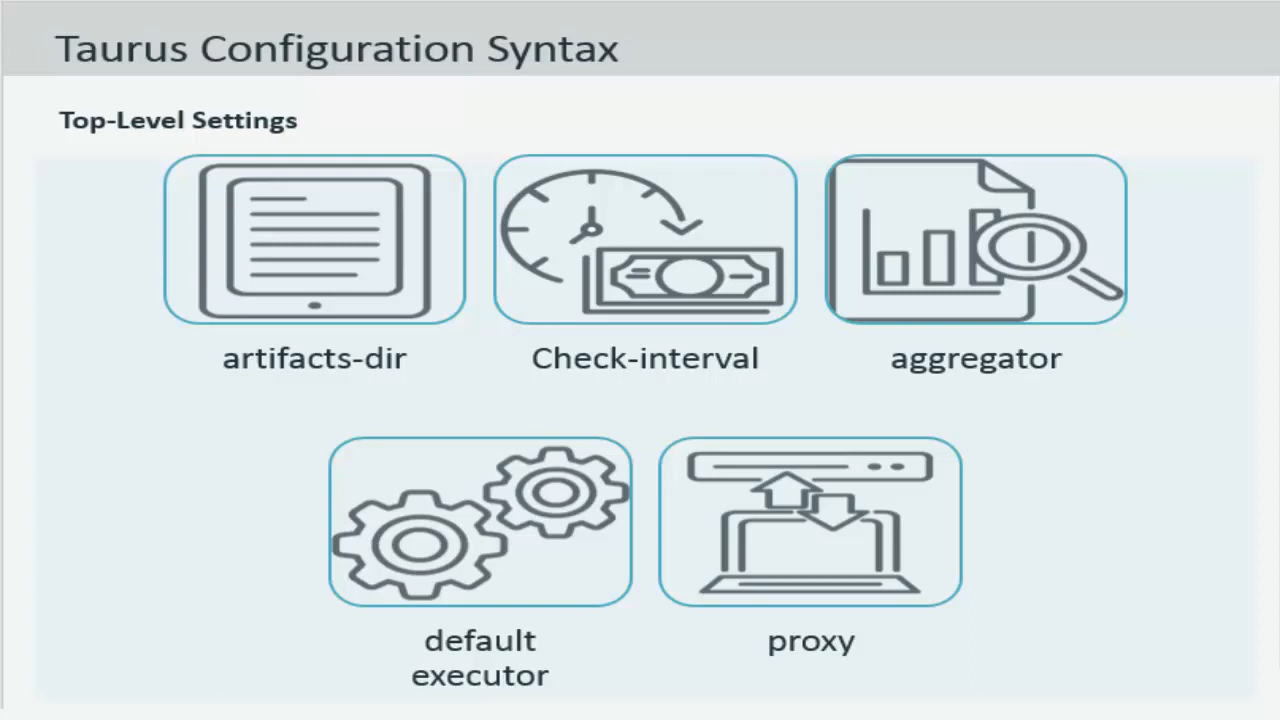 Taurus Configuration Syntax
Top-Level Settings
artifacts-dir
Check-interval
aggregator
default
executor
proxy